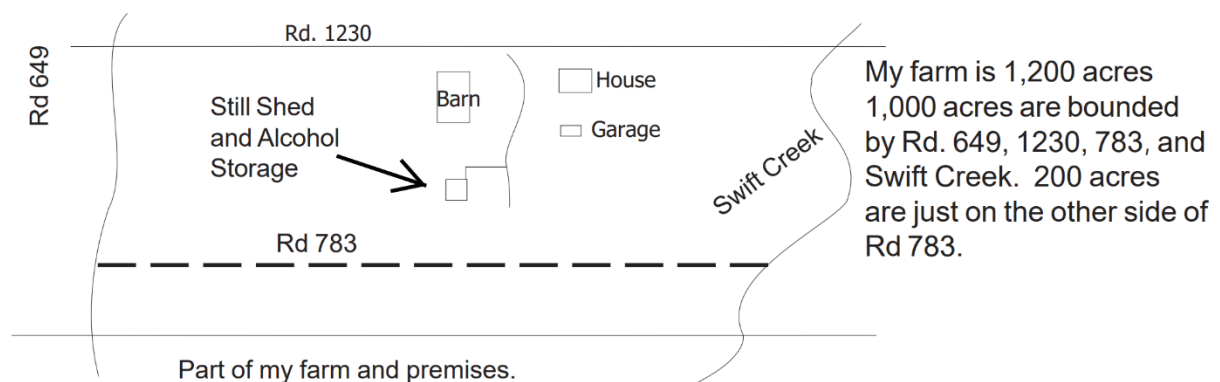 Rd. 1230
Rd 649
Barn
House
Garage
Still Shed
and Alcohol
Storage
Swift Creek
Rd 783
Part of my farm and premises.
My farm is 1,200 acres
1,000 acres are bounded
by Rd. 649, 1230, 783, and
Swift Creek. 200 acres
are just on the other side of
Rd 783.